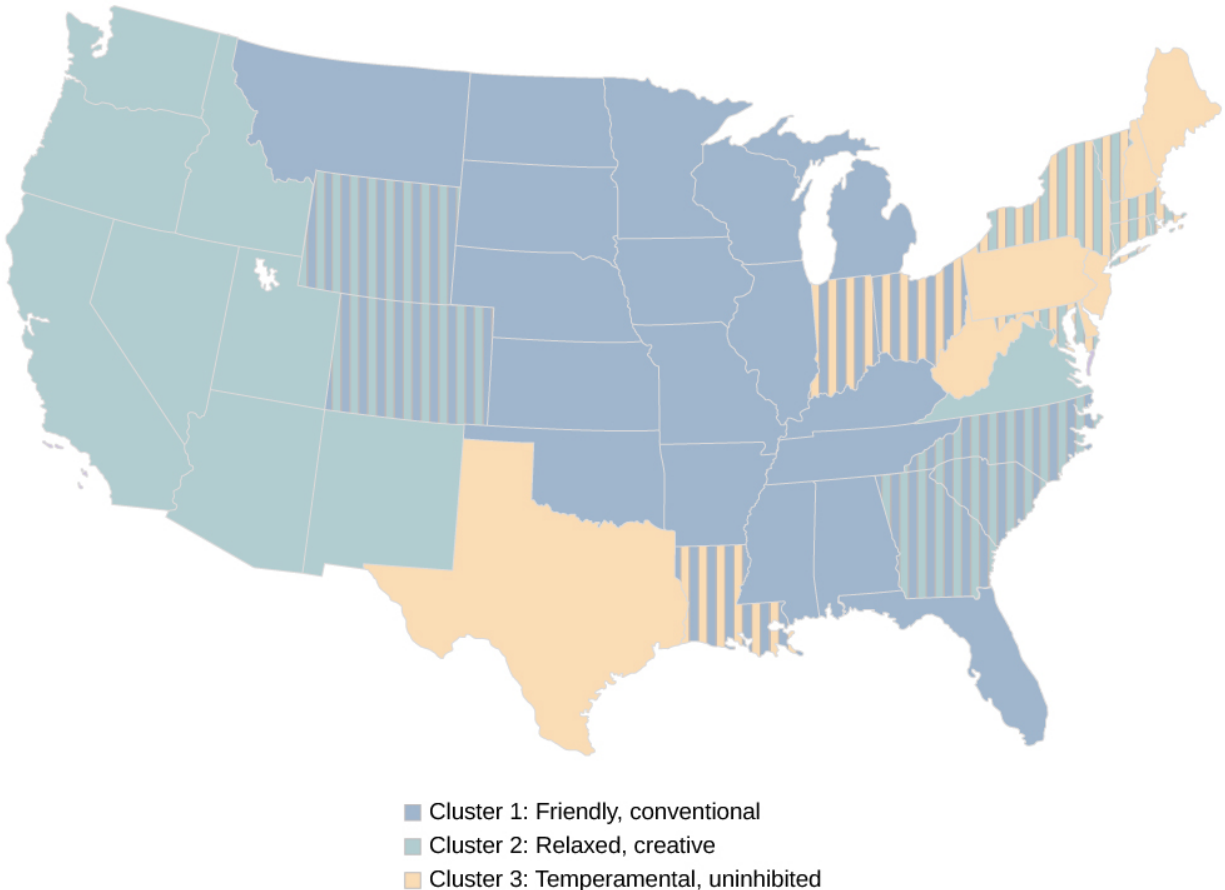 Cluster 1: Friendly, conventional
Cluster 2: Relaxed, creative
Cluster 3: Temperamental, uninhibited